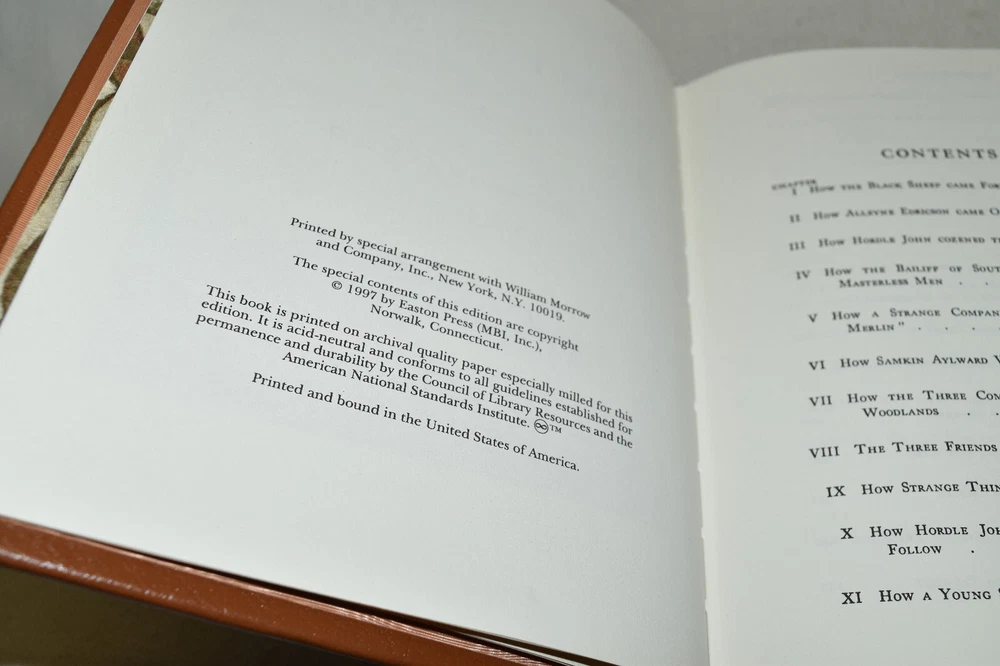 Printed by special arrangement with William Morrow
and Company, Inc., New York, N.Y. 10019.
The special contents of this edition are copyright
© 1997 by Easton Press (MBI, Inc.),
Norwalk, Connecticut.
This book is printed on archival quality paper especially milled for this
edition. It is acid-neutral and conforms to all guidelines established for
permanence and durability by the Council of Library Resources and the
American National Standards Institute. ♾™
Printed and bound in the United States of America.
CONTENTS
CHAPTER
I How the Black Sheep came For
II How Alleyne Edricson came O
III How Hordle John cozened t
IV How the Bailiff of Sout
Masterless Men . .
V How a Strange Compan
Merlin" . . . .
VI How Samkin Aylward
VII How the Three Com
Woodlands . .
VIII The Three Friends
IX How Strange Thin
X How Hordle Joh
Follow .
XI How a Young